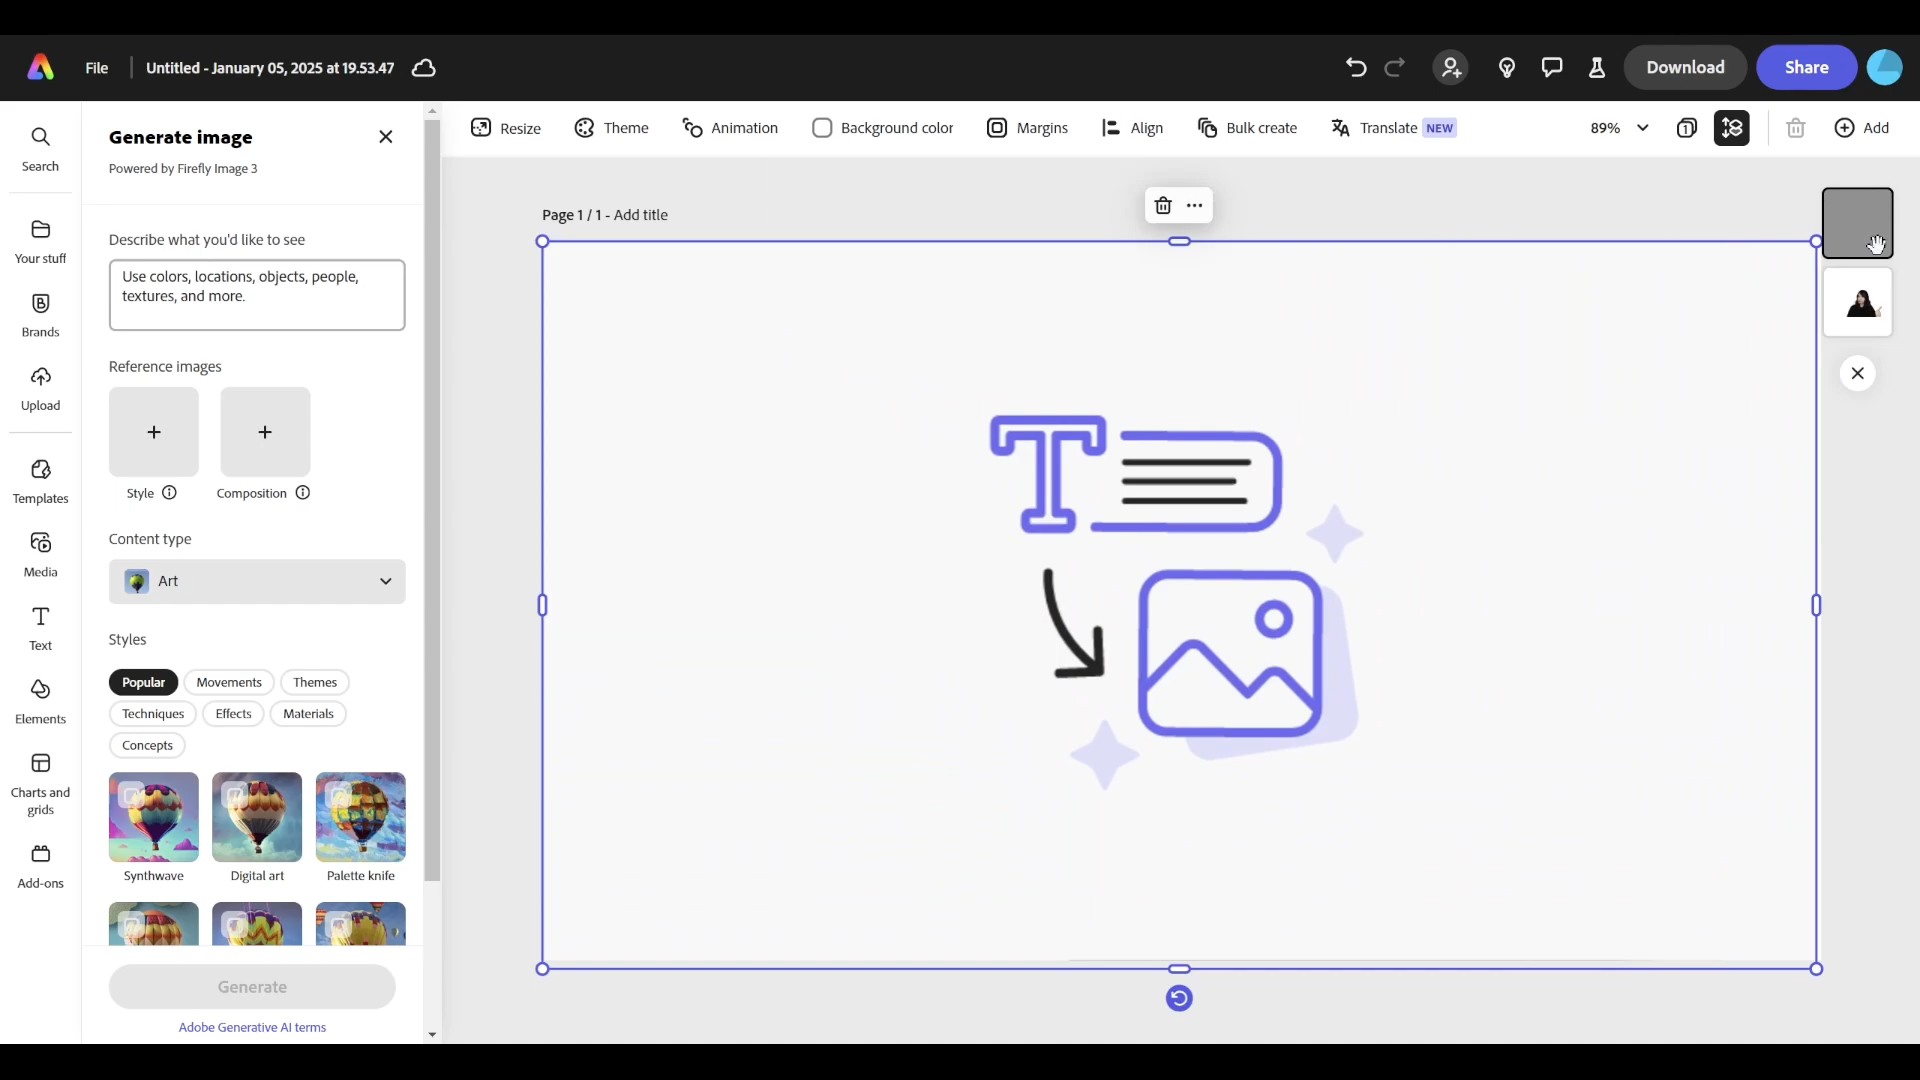 File
Untitled - January 05, 2025 at 19.53.47
Download
Share
Search
Your stuff
Brands
Upload
Templates
Media
Text
Elements
Charts and
grids
Add-ons
Generate image
Powered by Firefly Image 3
Describe what you'd like to see
Use colors, locations, objects, people,
textures, and more.
Reference images
Style
Composition
Content type
Art
Styles
Popular
Movements
Themes
Techniques
Effects
Materials
Concepts
Synthwave
Digital art
Palette knife
Generate
Adobe Generative AI terms
Resize
Theme
Animation
Background color
Margins
Align
Bulk create
Translate NEW
89%
1
Add
Page 1 / 1 - Add title
T